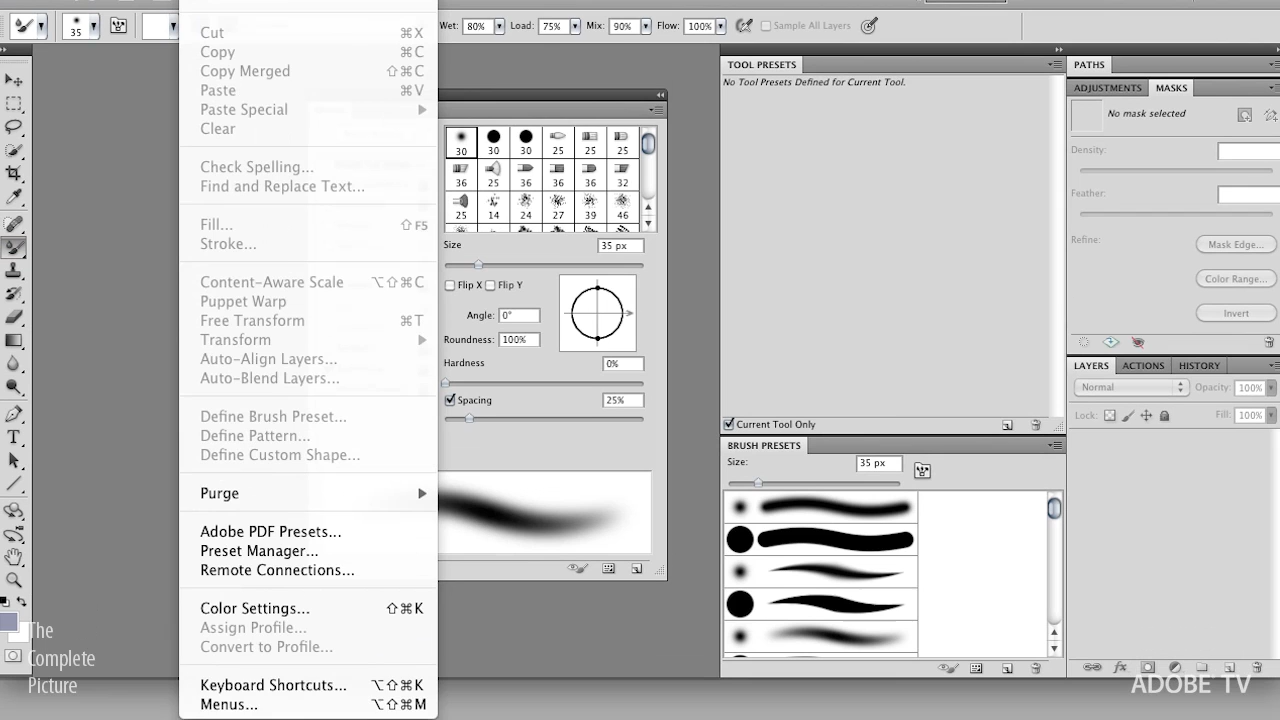 35
Wet: 80% Load: 75% Mix: 90% Flow: 100% Sample All Layers
Cut ⌘X
Copy ⌘C
Copy Merged ⇧⌘C
Paste ⌘V
Paste Special
Clear
Check Spelling...
Find and Replace Text...
Fill... ⇧F5
Stroke...
Content-Aware Scale ⌥⇧⌘C
Puppet Warp
Free Transform ⌘T
Transform
Auto-Align Layers...
Auto-Blend Layers...
Define Brush Preset...
Define Pattern...
Define Custom Shape...
Purge
Adobe PDF Presets...
Preset Manager...
Remote Connections...
Color Settings... ⇧⌘K
Assign Profile...
Convert to Profile...
Keyboard Shortcuts... ⌥⇧⌘K
Menus... ⌥⇧⌘M
30 30 30 25 25 25
36 25 36 36 36 32
25 14 24 27 39 46
Size 35 px
Flip X Flip Y
Angle: 0°
Roundness: 100%
Hardness 0%
Spacing 25%
TOOL PRESETS
No Tool Presets Defined for Current Tool.
Current Tool Only
BRUSH PRESETS
Size: 35 px
PATHS
ADJUSTMENTS MASKS
No mask selected
Density:
Feather:
Refine: Mask Edge...
Color Range...
Invert
LAYERS ACTIONS HISTORY
Normal Opacity: 100%
Lock: Fill: 100%
The
Complete
Picture
ADOBE TV